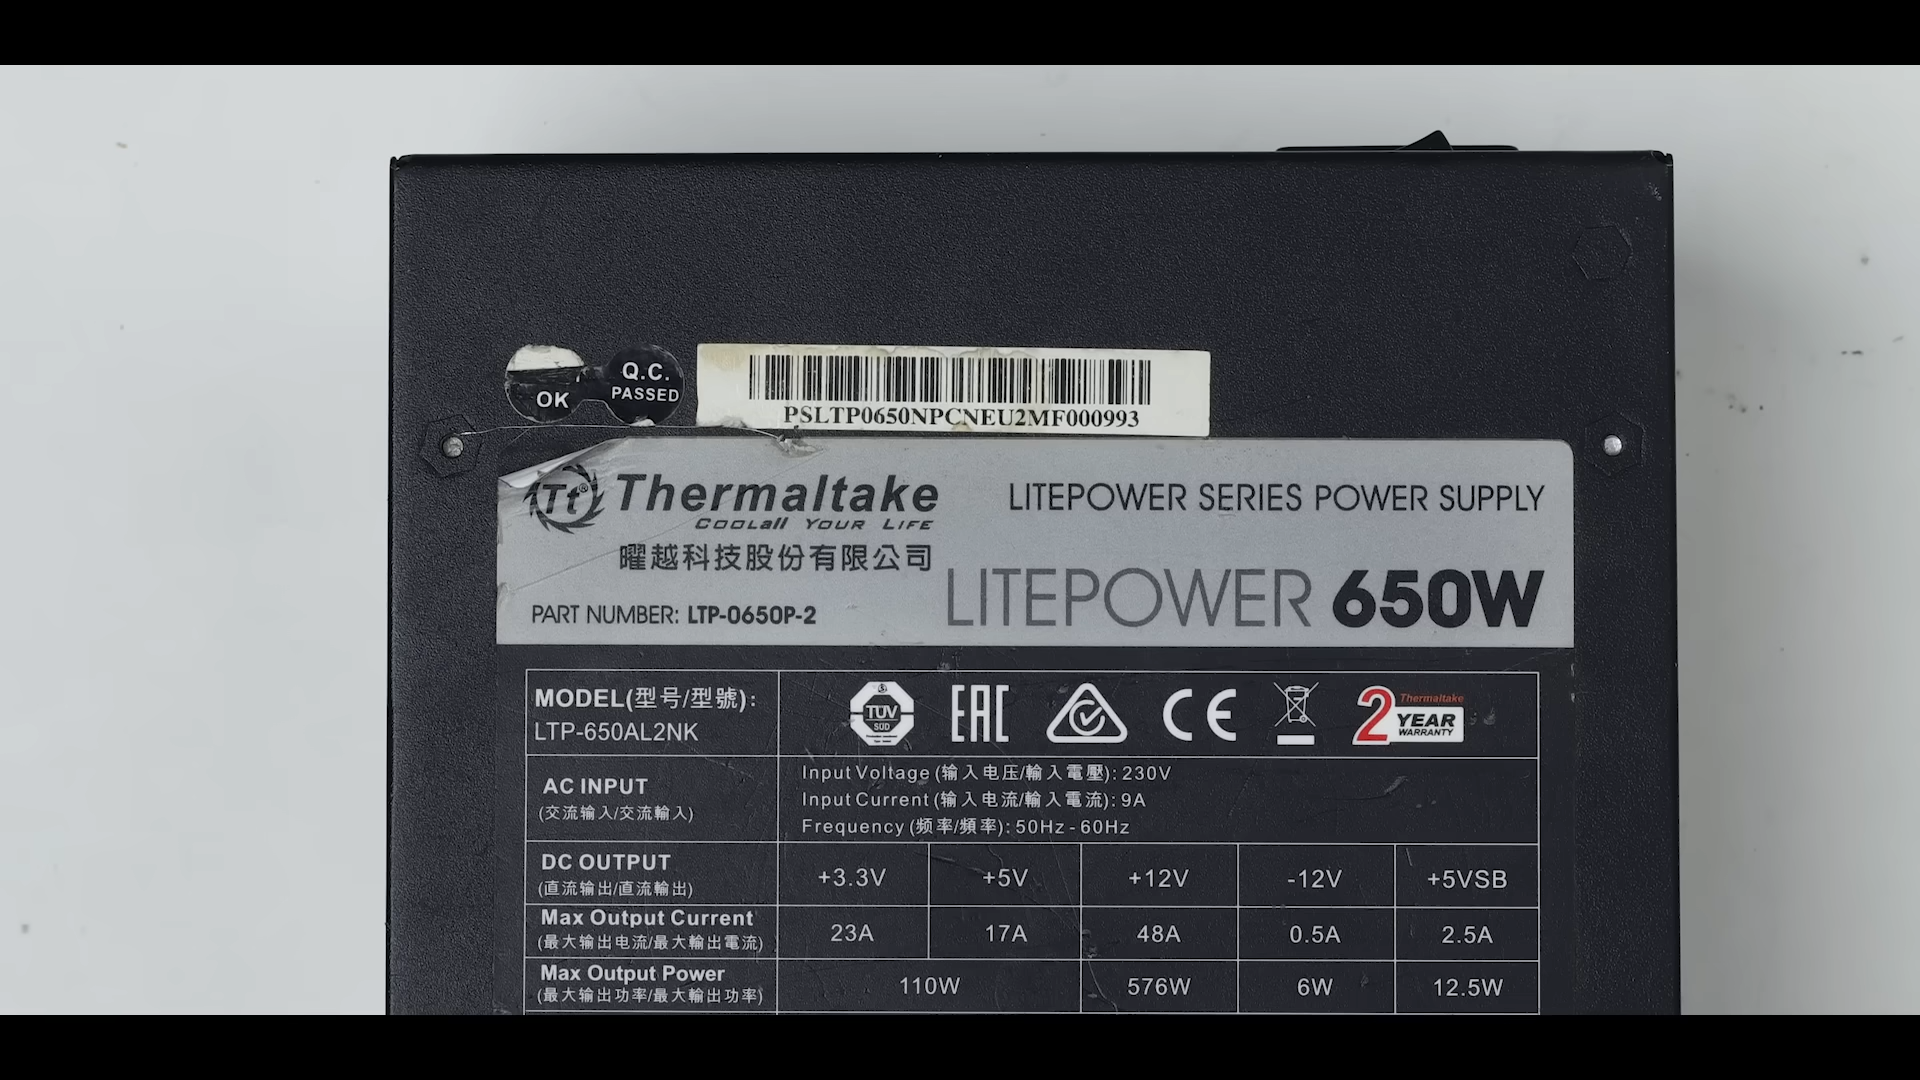 OK
Q.C.
PASSED
PSLTP0650NPCNEU2MF000993
Tt® Thermaltake
COOLall YOUR LIFE
曜越科技股份有限公司
LITEPOWER SERIES POWER SUPPLY
LITEPOWER 650W
PART NUMBER: LTP-0650P-2
MODEL(型号/型號):
LTP-650AL2NK
TÜV
SÜD
EAC
CE
Thermaltake
2 YEAR
WARRANTY
AC INPUT
(交流输入/交流輸入)
Input Voltage (输入电压/輸入電壓): 230V
Input Current (输入电流/輸入電流): 9A
Frequency (频率/頻率): 50Hz - 60Hz
DC OUTPUT
(直流输出/直流輸出)
+3.3V +5V +12V -12V +5VSB
Max Output Current
(最大输出电流/最大輸出電流)
23A 17A 48A 0.5A 2.5A
Max Output Power
(最大输出功率/最大輸出功率)
110W 576W 6W 12.5W